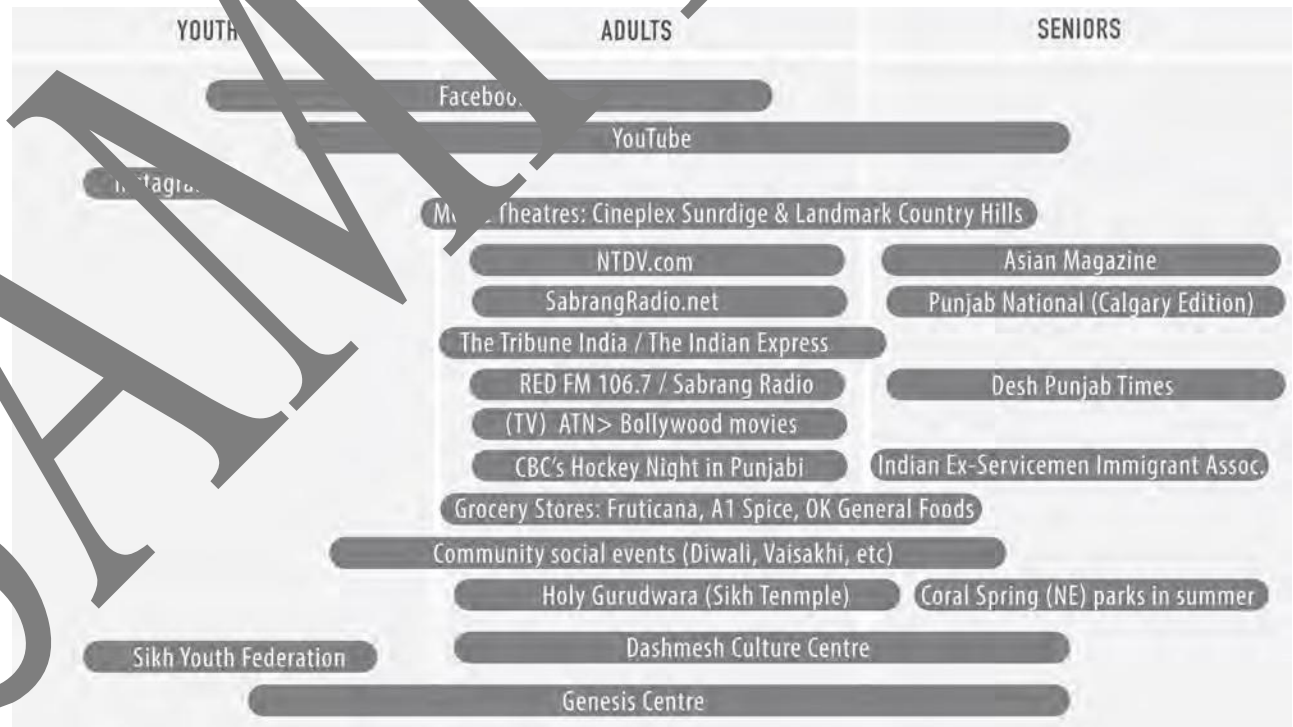 YOUTH ADULTS SENIORS
Facebook
YouTube
Instagram
Theatres: Cineplex Sunrdige & Landmark Country Hills
NTDV.com Asian Magazine
SabrangRadio.net Punjab National (Calgary Edition)
The Tribune India / The Indian Express
RED FM 106.7 / Sabrang Radio Desh Punjab Times
(TV) ATN> Bollywood movies
CBC's Hockey Night in Punjabi Indian Ex-Servicemen Immigrant Assoc.
Grocery Stores: Fruticana, A1 Spice, OK General Foods
Community social events (Diwali, Vaisakhi, etc)
Holy Gurudwara (Sikh Tenmple) Coral Spring (NE) parks in summer
Sikh Youth Federation Dashmesh Culture Centre
Genesis Centre